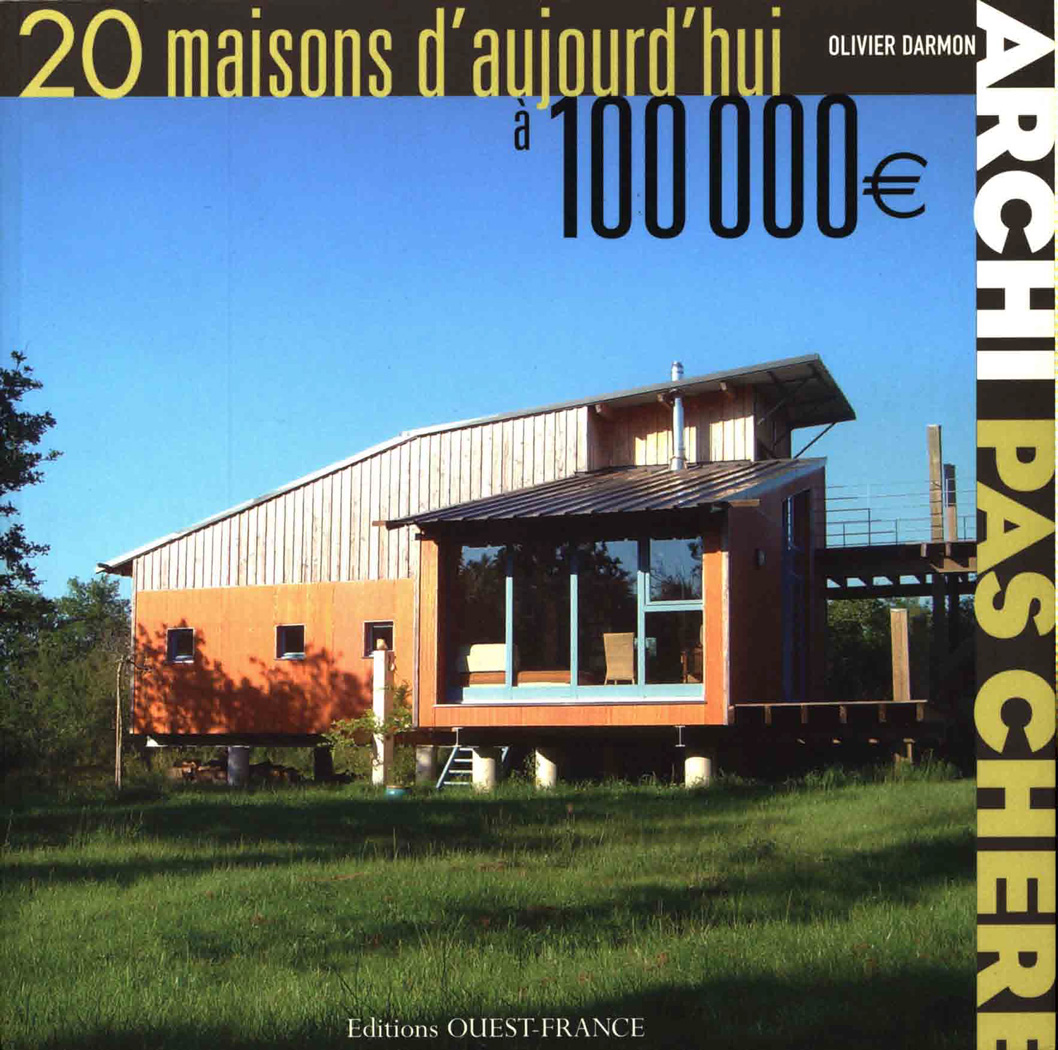 20 maisons d'aujourd'hui
OLIVIER DARMON
à 100 000 €
ARCHI PAS CHERE
Editions OUEST-FRANCE